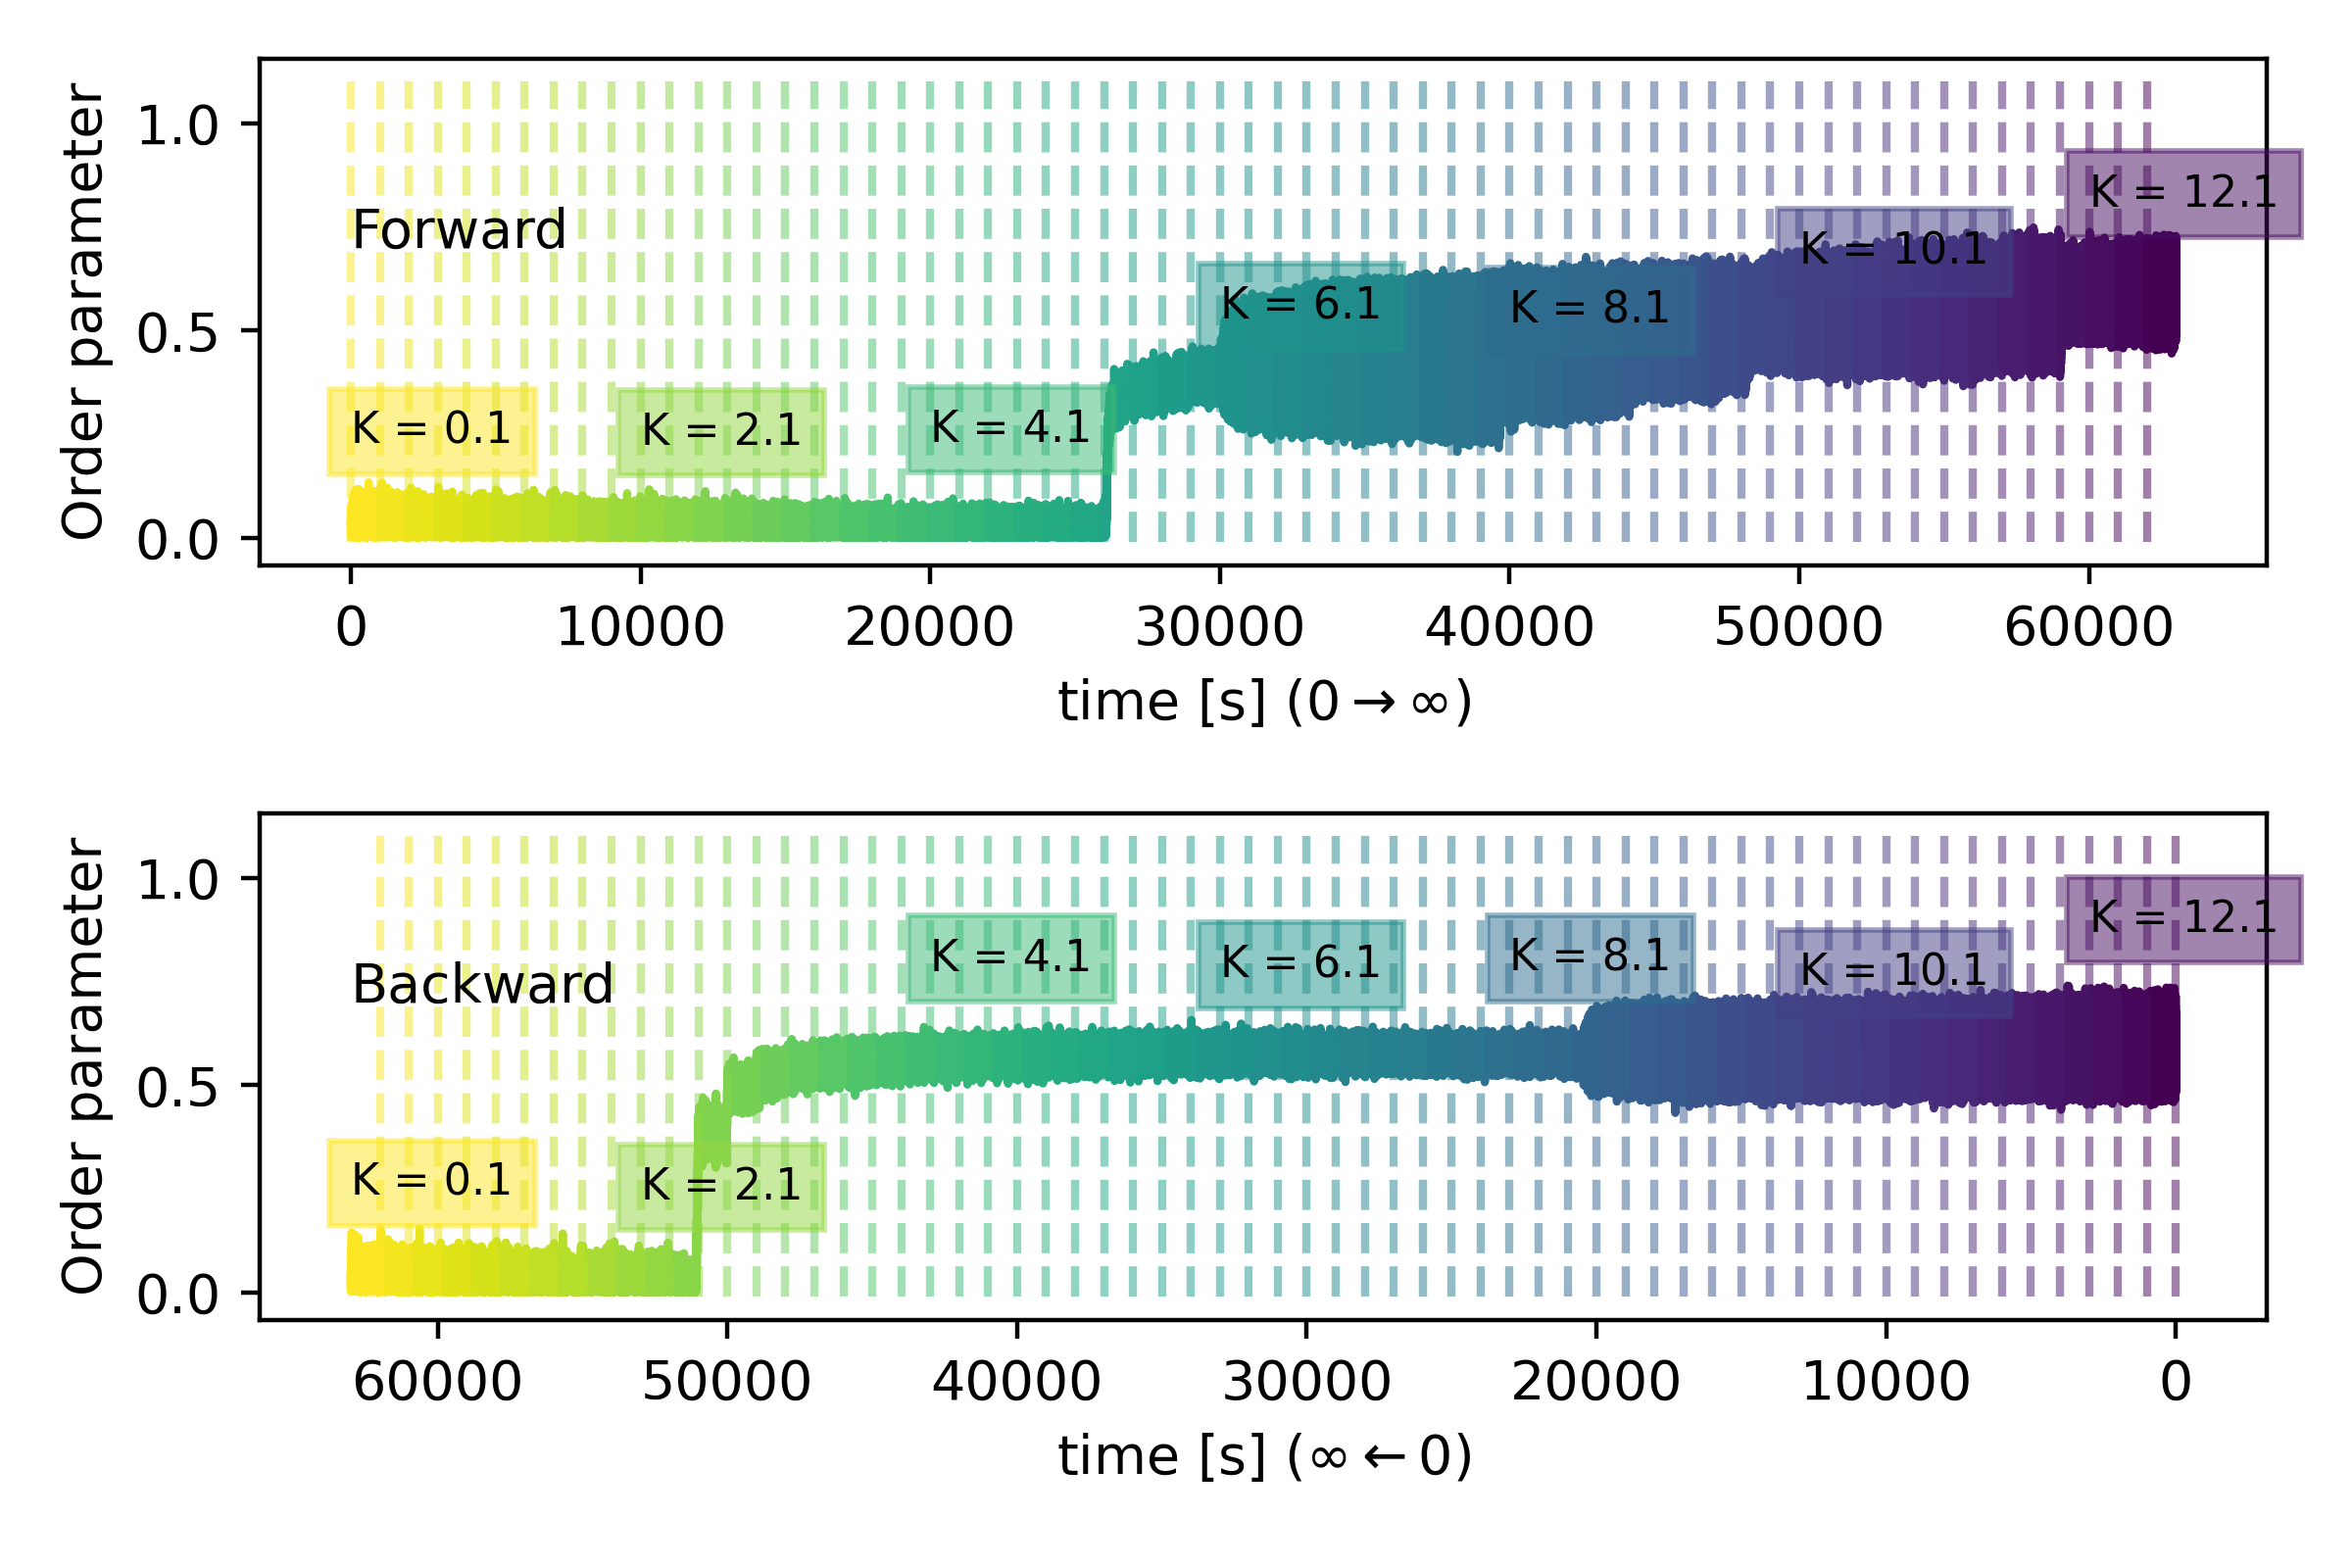 Order parameter
1.0
0.5
0.0
Forward
K = 0.1
K = 2.1
K = 4.1
K = 6.1
K = 8.1
K = 10.1
K = 12.1
0 10000 20000 30000 40000 50000 60000
time [s] (0 → ∞)
Order parameter
1.0
0.5
0.0
Backward
K = 0.1
K = 2.1
K = 4.1
K = 6.1
K = 8.1
K = 10.1
K = 12.1
60000 50000 40000 30000 20000 10000 0
time [s] (∞ ← 0)